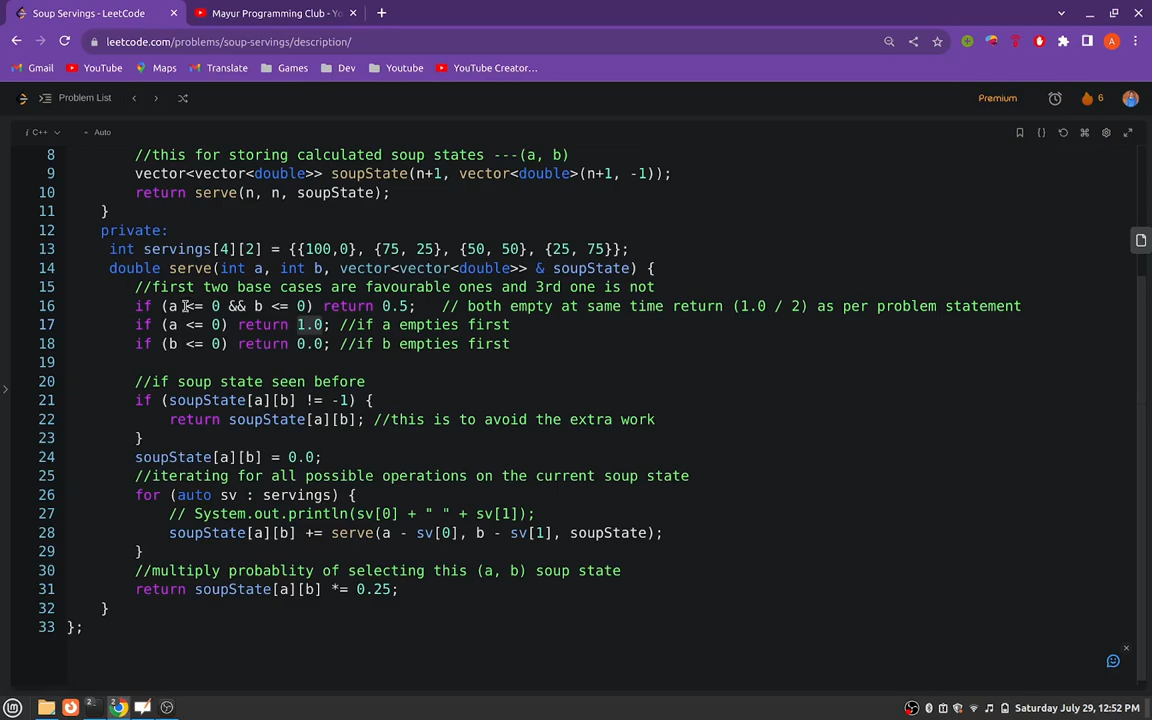 Soup Servings - LeetCode
Mayur Programming Club - Yo
leetcode.com/problems/soup-servings/description/
Gmail YouTube Maps Translate Games Dev Youtube YouTube Creator...
Problem List
Premium
6
i C++ Auto
8 //this for storing calculated soup states ---(a, b)
9 vector<vector<double>> soupState(n+1, vector<double>(n+1, -1));
10 return serve(n, n, soupState);
11 }
12 private:
13 int servings[4][2] = {{100,0}, {75, 25}, {50, 50}, {25, 75}};
14 double serve(int a, int b, vector<vector<double>> & soupState) {
15 //first two base cases are favourable ones and 3rd one is not
16 if (a <= 0 && b <= 0) return 0.5; // both empty at same time return (1.0 / 2) as per problem statement
17 if (a <= 0) return 1.0; //if a empties first
18 if (b <= 0) return 0.0; //if b empties first
19
20 //if soup state seen before
21 if (soupState[a][b] != -1) {
22 return soupState[a][b]; //this is to avoid the extra work
23 }
24 soupState[a][b] = 0.0;
25 //iterating for all possible operations on the current soup state
26 for (auto sv : servings) {
27 // System.out.println(sv[0] + " " + sv[1]);
28 soupState[a][b] += serve(a - sv[0], b - sv[1], soupState);
29 }
30 //multiply probablity of selecting this (a, b) soup state
31 return soupState[a][b] *= 0.25;
32 }
33 };
Saturday July 29, 12:52 PM